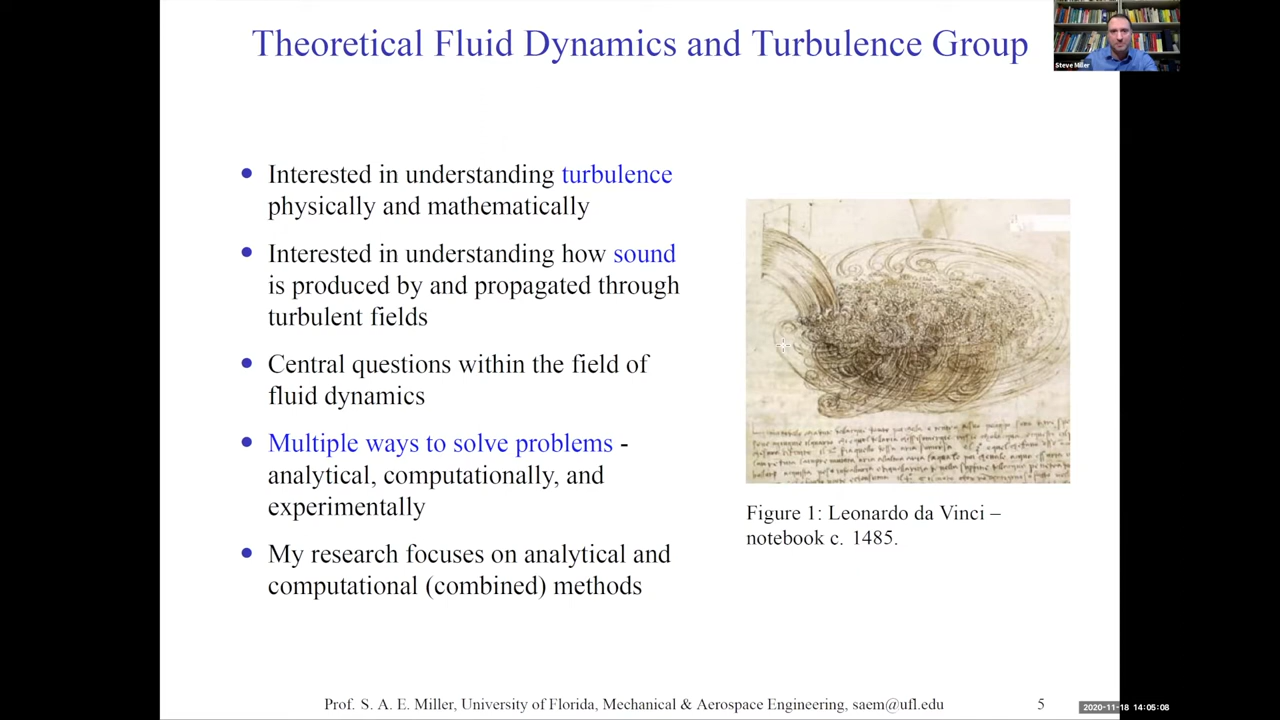 Theoretical Fluid Dynamics and Turbulence Group
Steve Miller
• Interested in understanding turbulence
physically and mathematically
• Interested in understanding how sound
is produced by and propagated through
turbulent fields
• Central questions within the field of
fluid dynamics
• Multiple ways to solve problems -
analytical, computationally, and
experimentally
• My research focuses on analytical and
computational (combined) methods
Figure 1: Leonardo da Vinci –
notebook c. 1485.
Prof. S. A. E. Miller, University of Florida, Mechanical & Aerospace Engineering, saem@ufl.edu
5
2020-11-18 14:05:08